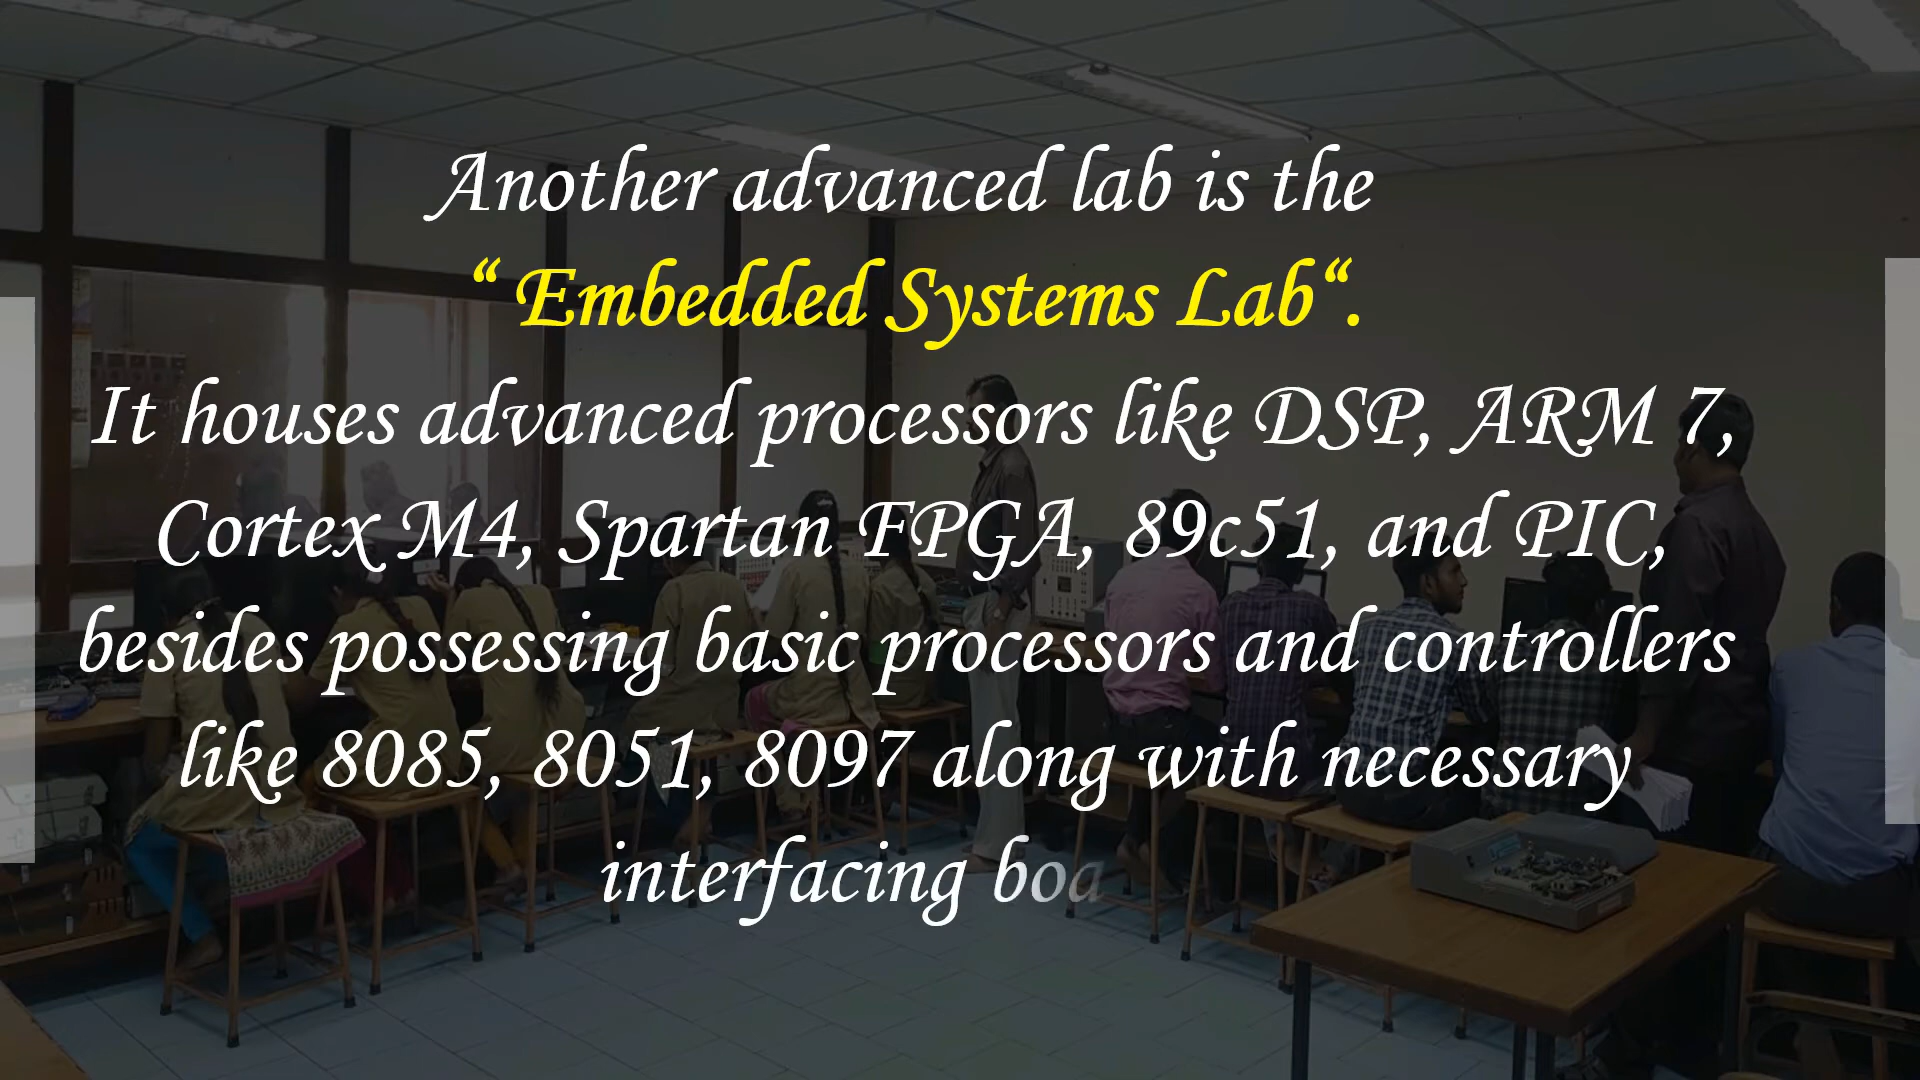 Another advanced lab is the
“Embedded Systems Lab“.
It houses advanced processors like DSP, ARM 7,
Cortex M4, Spartan FPGA, 89c51, and PIC,
besides possessing basic processors and controllers
like 8085, 8051, 8097 along with necessary
interfacing boa